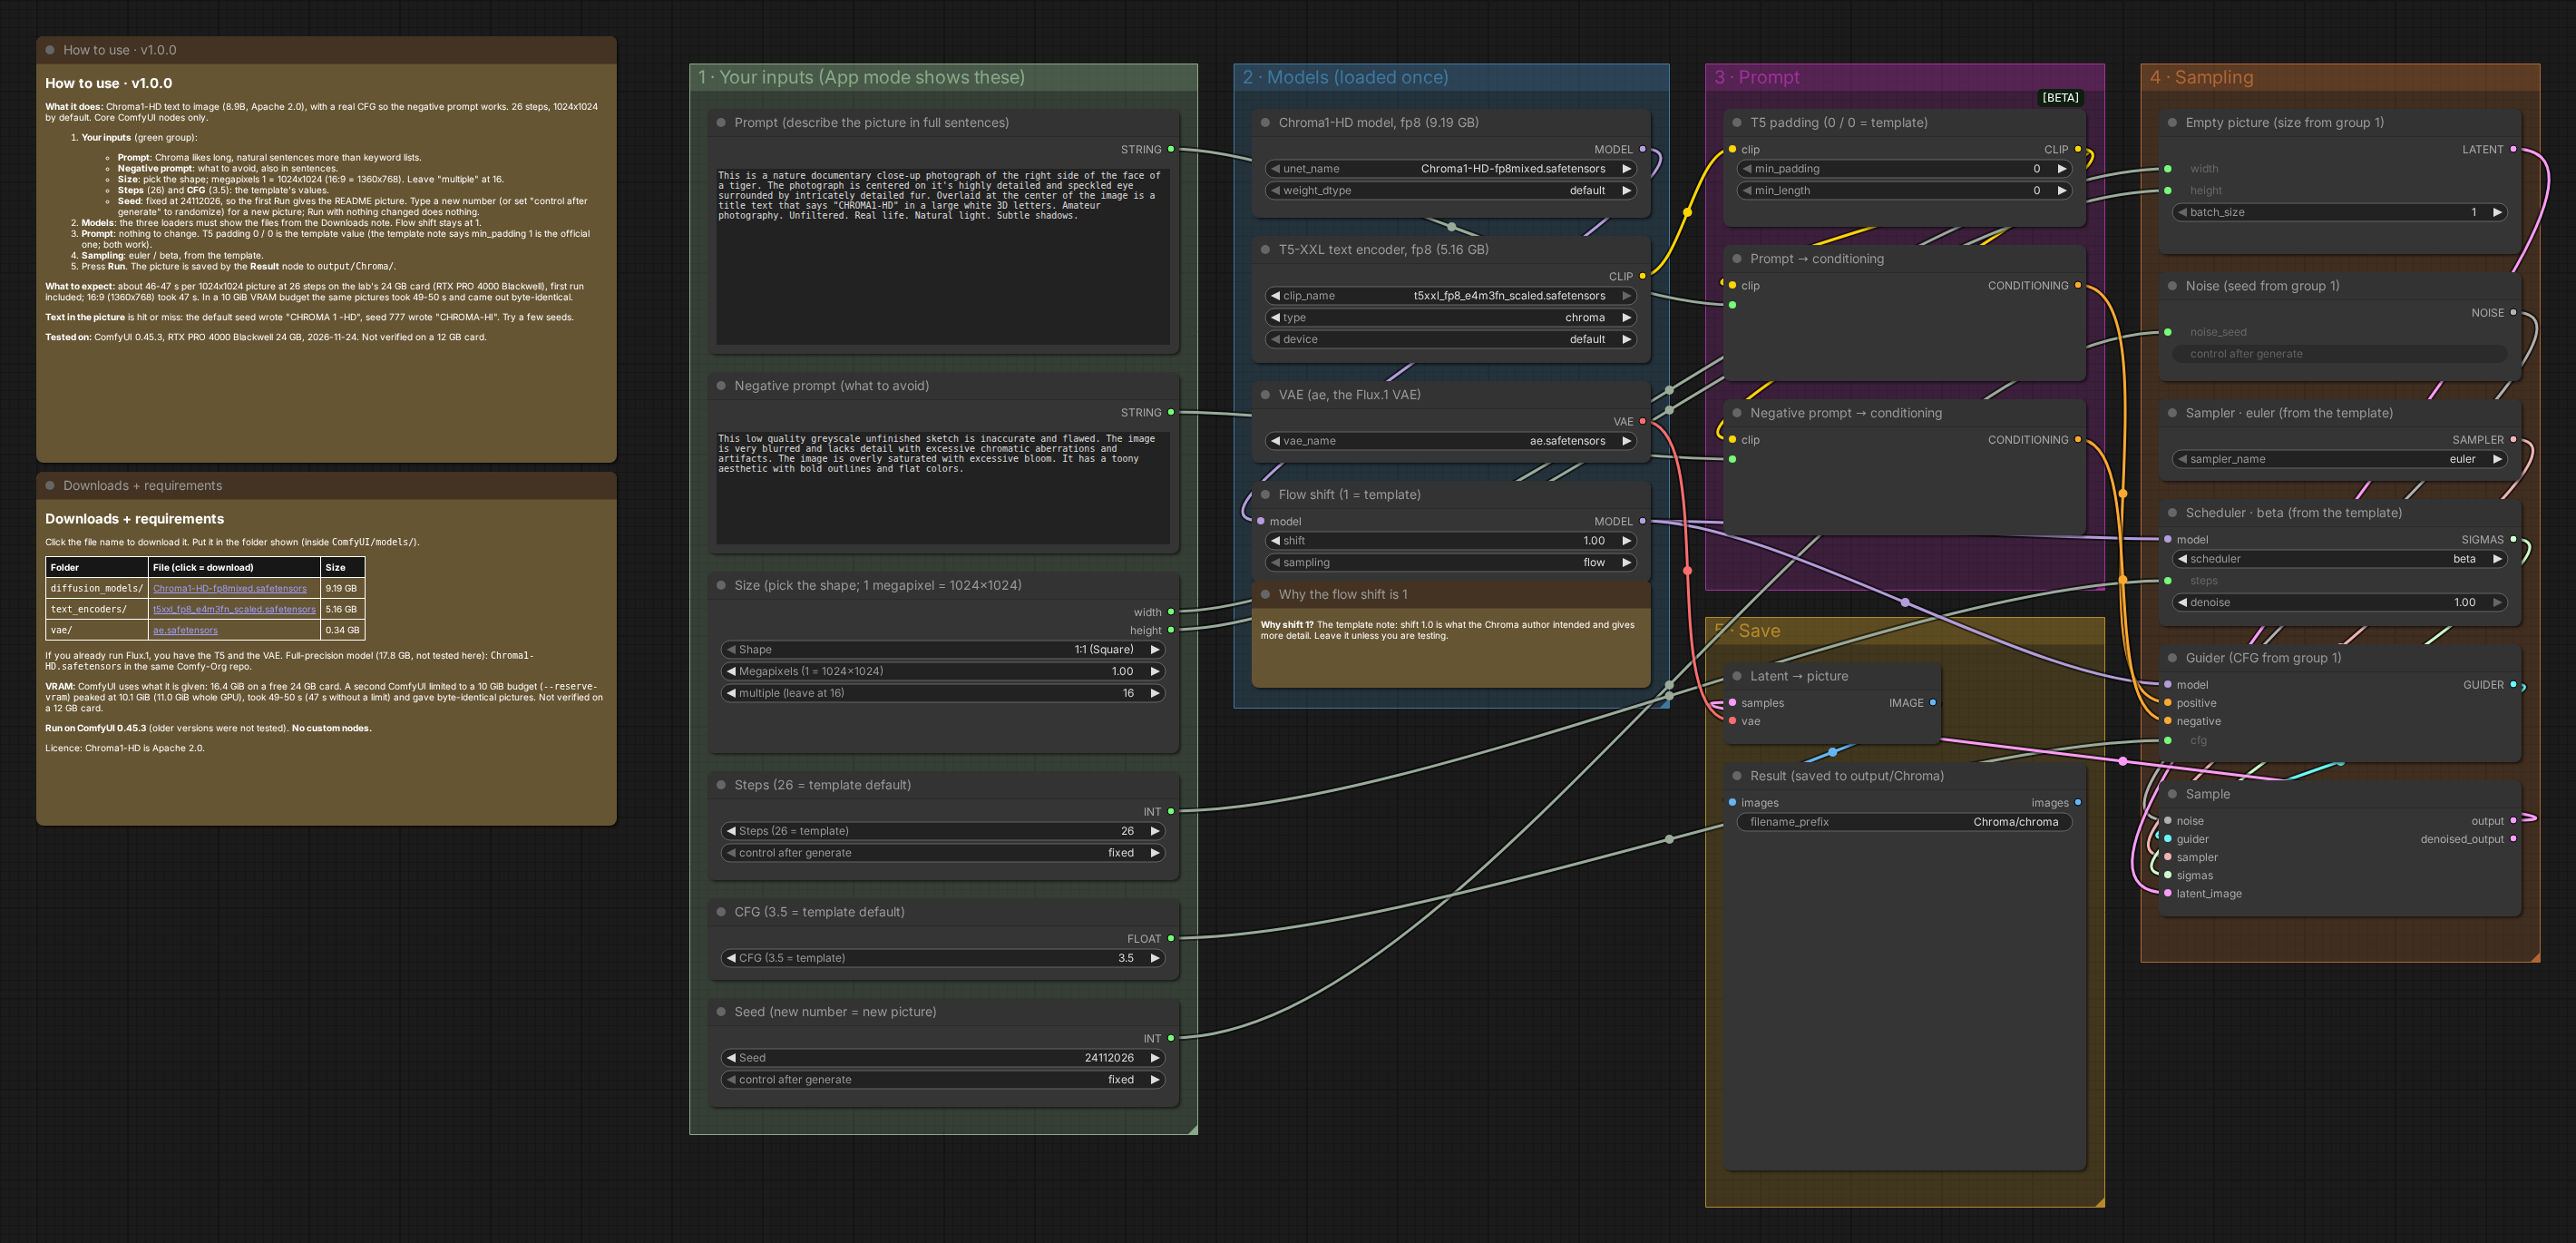 How to use · v1.0.0
How to use · v1.0.0
What it does: Chroma1-HD text to image (8.9B, Apache 2.0), with a real CFG so the negative prompt works. 26 steps, 1024x1024
by default. Core ComfyUI nodes only.
1. Your inputs (green group):
Prompt: Chroma likes long, natural sentences more than keyword lists.
Negative prompt: what to avoid, also in sentences.
Size: pick the shape; megapixels 1 = 1024x1024 (16:9 = 1360x768). Leave "multiple" at 16.
Steps (26) and CFG (3.5): the template's values.
Seed: fixed at 24112026, so the first Run gives the README picture. Type a new number (or set "control after
generate" to randomize) for a new picture; Run with nothing changed does nothing.
2. Models: the three loaders must show the files from the Downloads note. Flow shift stays at 1.
3. Prompt: nothing to change. T5 padding 0 / 0 is the template value (the template note says min_padding 1 is the official
one; both work).
4. Sampling: euler / beta, from the template.
5. Press Run. The picture is saved by the Result node to output/Chroma/.
What to expect: about 46-47 s per 1024x1024 picture at 26 steps on the lab's 24 GB card (RTX PRO 4000 Blackwell), first run
included; 16:9 (1360x768) took 47 s. In a 10 GiB VRAM budget the same pictures took 49-50 s and came out byte-identical.
Text in the picture is hit or miss: the default seed wrote "CHROMA 1 -HD", seed 777 wrote "CHROMA-HI". Try a few seeds.
Tested on: ComfyUI 0.45.3, RTX PRO 4000 Blackwell 24 GB, 2026-11-24. Not verified on a 12 GB card.
Downloads + requirements
Downloads + requirements
Click the file name to download it. Put it in the folder shown (inside ComfyUI/models/).
Folder File (click = download) Size
diffusion_models/ Chroma1-HD-fp8mixed.safetensors 9.19 GB
text_encoders/ t5xxl_fp8_e4m3fn_scaled.safetensors 5.16 GB
vae/ ae.safetensors 0.34 GB
If you already run Flux.1, you have the T5 and the VAE. Full-precision model (17.8 GB, not tested here): Chroma1-
HD.safetensors in the same Comfy-Org repo.
VRAM: ComfyUI uses what it is given: 16.4 GiB on a free 24 GB card. A second ComfyUI limited to a 10 GiB budget (--reserve-
vram) peaked at 10.1 GiB (11.0 GiB whole GPU), took 49-50 s (47 s without a limit) and gave byte-identical pictures. Not verified on
a 12 GB card.
Run on ComfyUI 0.45.3 (older versions were not tested). No custom nodes.
Licence: Chroma1-HD is Apache 2.0.
1 · Your inputs (App mode shows these)
Prompt (describe the picture in full sentences)
STRING
This is a nature documentary close-up photograph of the right side of the face of
a tiger. The photograph is centered on it's highly detailed and speckled eye
surrounded by intricately detailed fur. Overlaid at the center of the image is a
title text that says "CHROMA1-HD" in a large white 3D letters. Amateur
photography. Unfiltered. Real life. Natural light. Subtle shadows.
Negative prompt (what to avoid)
STRING
This low quality greyscale unfinished sketch is inaccurate and flawed. The image
is very blurred and lacks detail with excessive chromatic aberrations and
artifacts. The image is overly saturated with excessive bloom. It has a toony
aesthetic with bold outlines and flat colors.
Size (pick the shape; 1 megapixel = 1024×1024)
width
height
Shape 1:1 (Square)
Megapixels (1 = 1024×1024) 1.00
multiple (leave at 16) 16
Steps (26 = template default)
INT
Steps (26 = template) 26
control after generate fixed
CFG (3.5 = template default)
FLOAT
CFG (3.5 = template) 3.5
Seed (new number = new picture)
INT
Seed 24112026
control after generate fixed
2 · Models (loaded once)
Chroma1-HD model, fp8 (9.19 GB)
MODEL
unet_name Chroma1-HD-fp8mixed.safetensors
weight_dtype default
T5-XXL text encoder, fp8 (5.16 GB)
CLIP
clip_name t5xxl_fp8_e4m3fn_scaled.safetensors
type chroma
device default
VAE (ae, the Flux.1 VAE)
VAE
vae_name ae.safetensors
Flow shift (1 = template)
model MODEL
shift 1.00
sampling flow
Why the flow shift is 1
Why shift 1? The template note: shift 1.0 is what the Chroma author intended and gives
more detail. Leave it unless you are testing.
3 · Prompt
[BETA]
T5 padding (0 / 0 = template)
clip CLIP
min_padding 0
min_length 0
Prompt → conditioning
clip CONDITIONING
Negative prompt → conditioning
clip CONDITIONING
5 · Save
Latent → picture
samples IMAGE
vae
Result (saved to output/Chroma)
images images
filename_prefix Chroma/chroma
4 · Sampling
Empty picture (size from group 1)
LATENT
width
height
batch_size 1
Noise (seed from group 1)
NOISE
noise_seed
control after generate
Sampler · euler (from the template)
SAMPLER
sampler_name euler
Scheduler · beta (from the template)
model SIGMAS
scheduler beta
steps
denoise 1.00
Guider (CFG from group 1)
model GUIDER
positive
negative
cfg
Sample
noise output
guider denoised_output
sampler
sigmas
latent_image